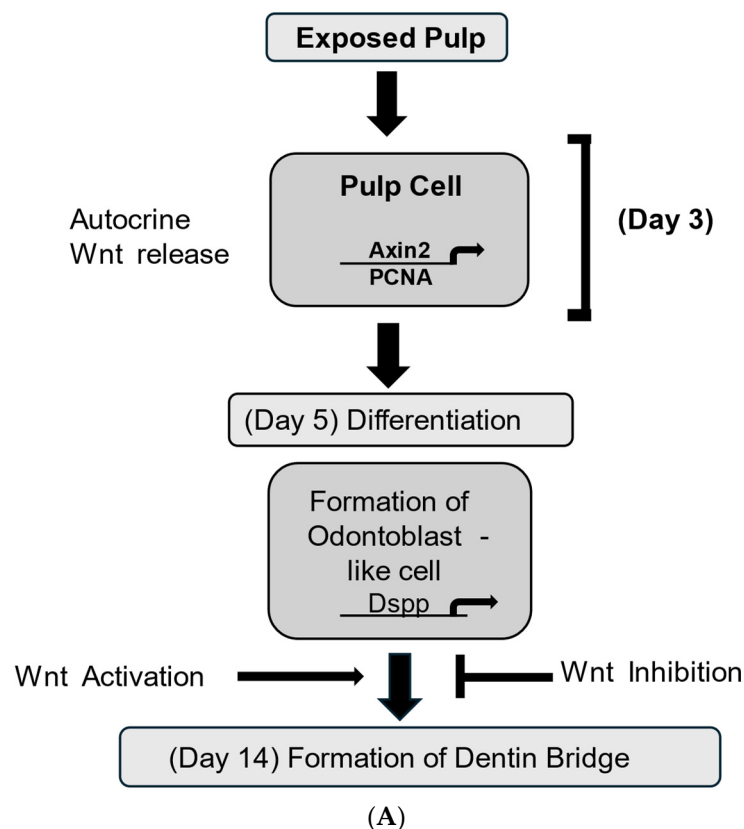 Exposed Pulp
Pulp Cell
Autocrine
Wnt release
Axin2
PCNA
(Day 3)
(Day 5) Differentiation
Formation of
Odontoblast -
like cell
Dspp
Wnt Activation
Wnt Inhibition
(Day 14) Formation of Dentin Bridge
(A)